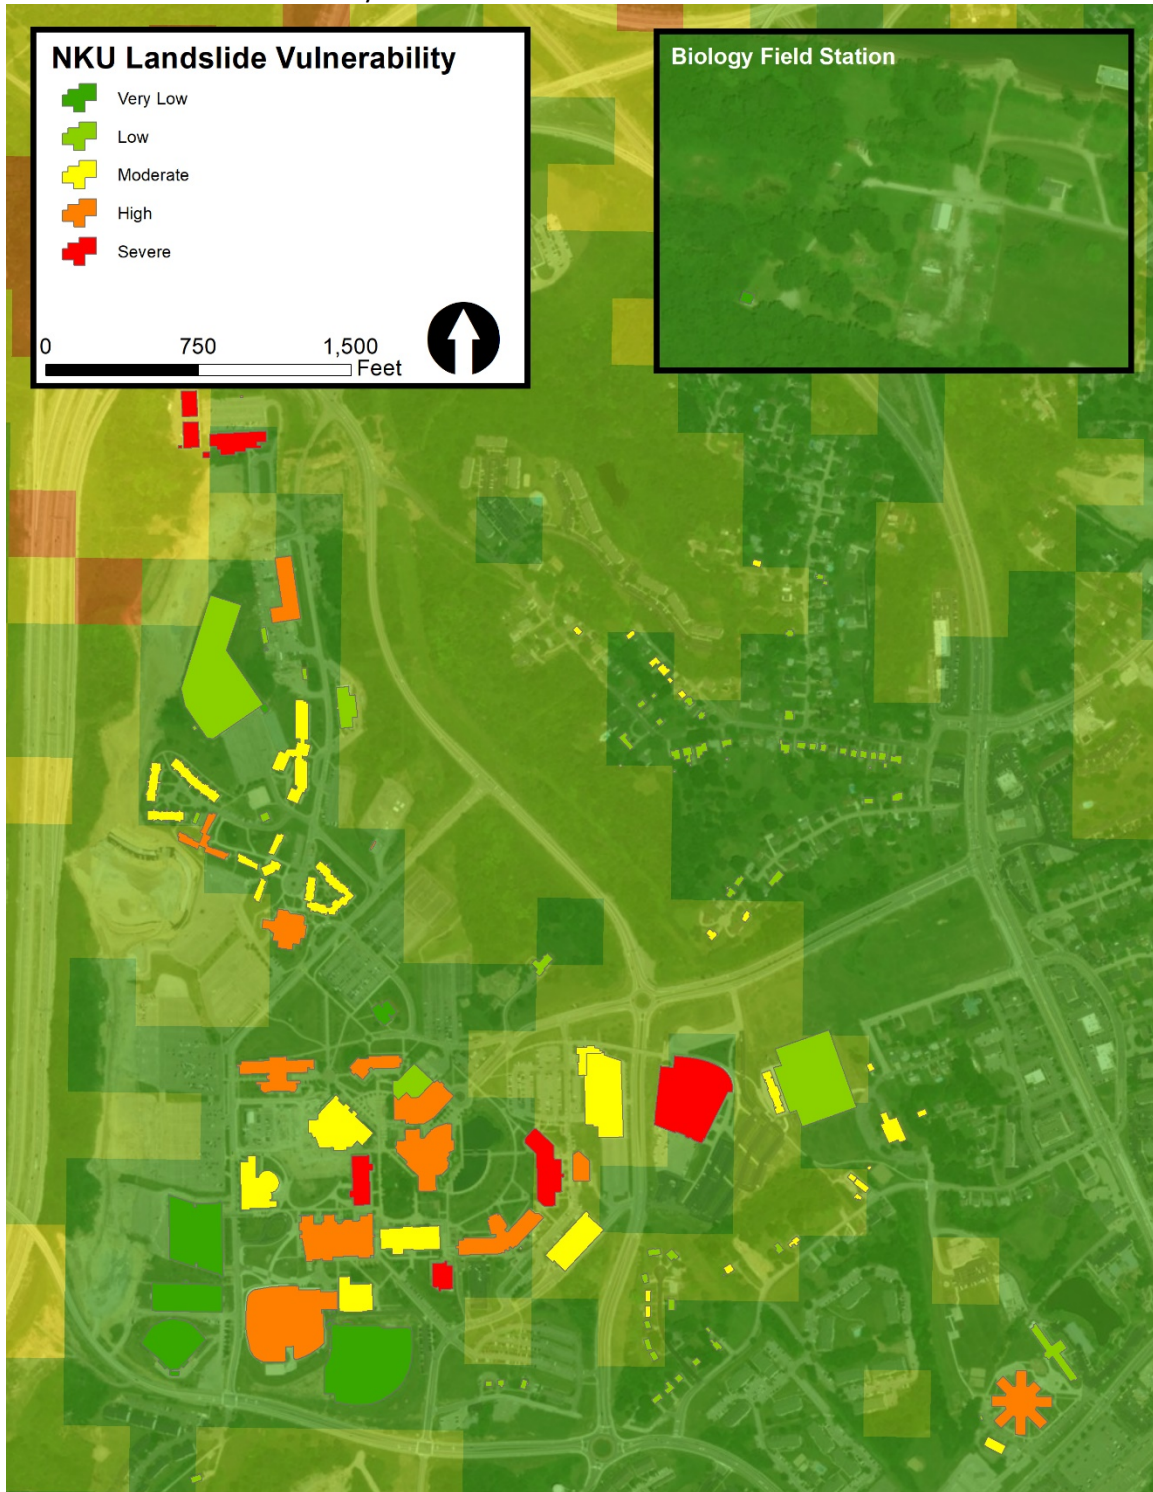 NKU Landslide Vulnerability
Very Low
Low
Moderate
High
Severe
0 750 1,500
Feet
Biology Field Station